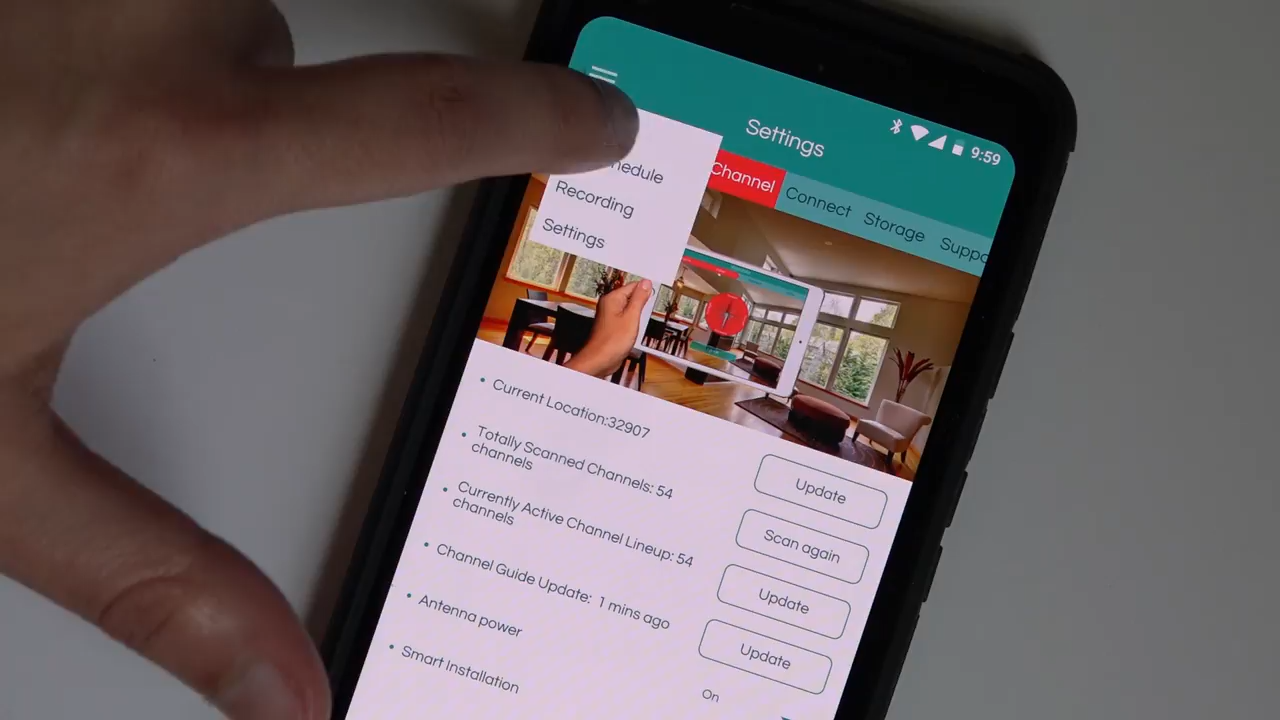 9:59
Settings
Channel
Connect
Storage
Recording
Settings
Current Location:32907
Update
Totally Scanned Channels: 54
channels
Scan again
Currently Active Channel Lineup: 54
channels
Update
Channel Guide Update: 1 mins ago
Update
Antenna power
On
Smart Installation